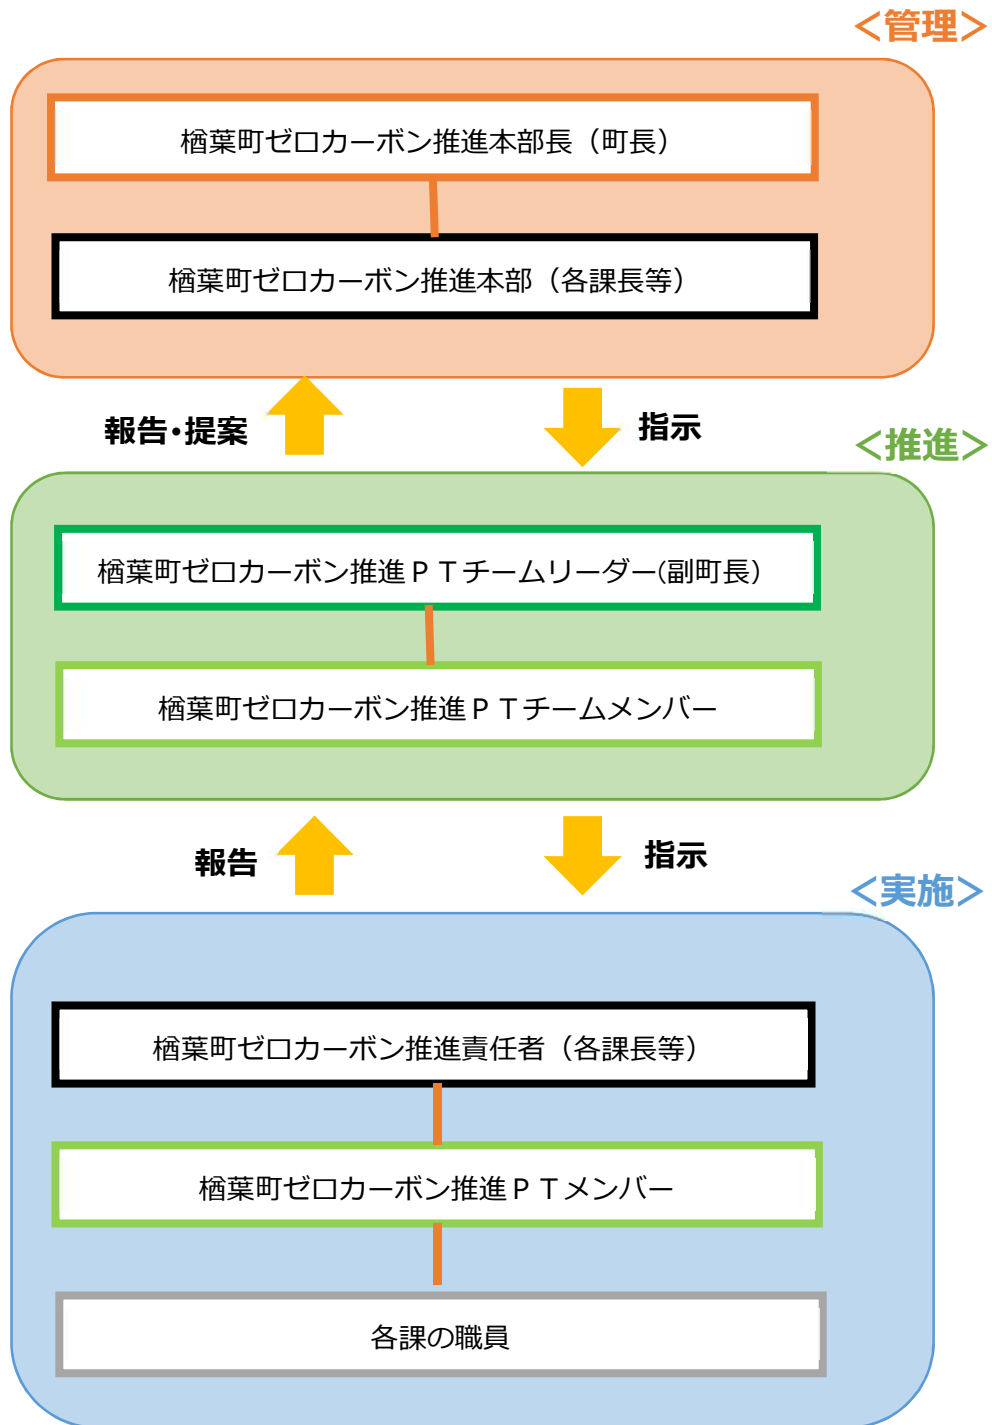 ＜管理＞
楢葉町ゼロカーボン推進本部長（町長）
楢葉町ゼロカーボン推進本部（各課長等）
報告・提案
指示
＜推進＞
楢葉町ゼロカーボン推進ＰＴチームリーダー(副町長）
楢葉町ゼロカーボン推進ＰＴチームメンバー
報告
指示
＜実施＞
楢葉町ゼロカーボン推進責任者（各課長等）
楢葉町ゼロカーボン推進ＰＴメンバー
各課の職員